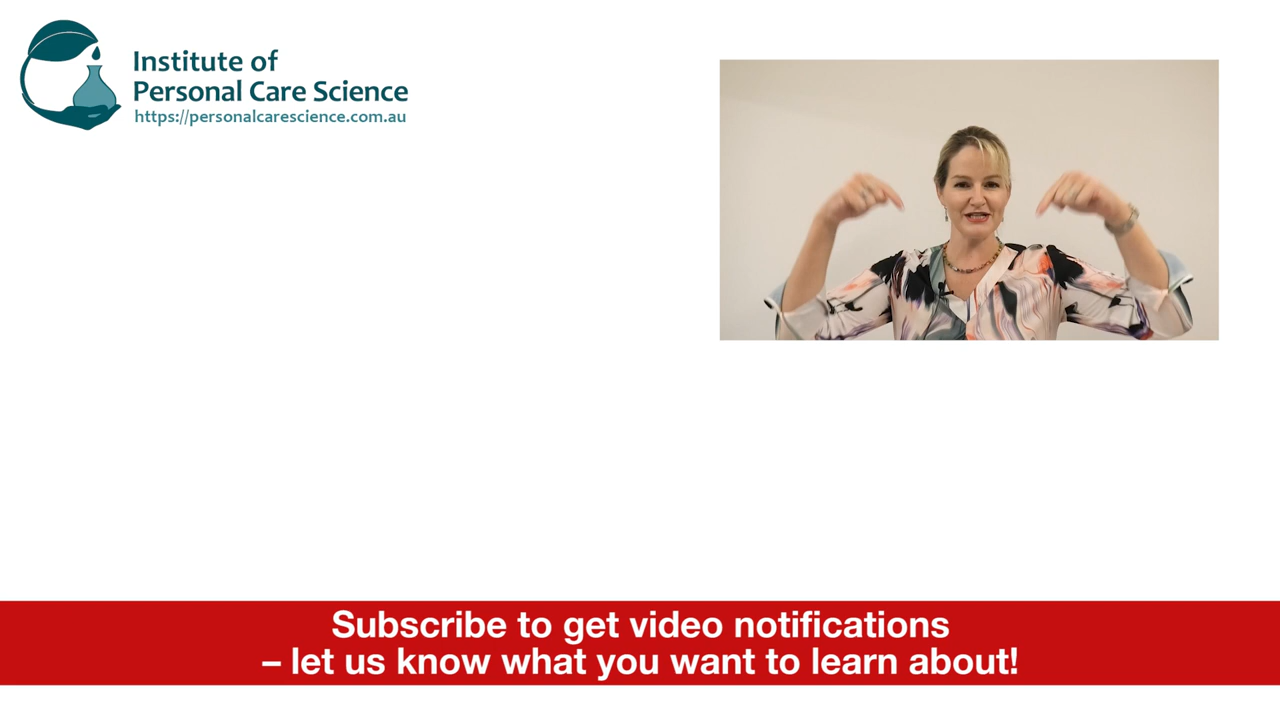 Institute of
Personal Care Science
https://personalcarescience.com.au
Subscribe to get video notifications
– let us know what you want to learn about!